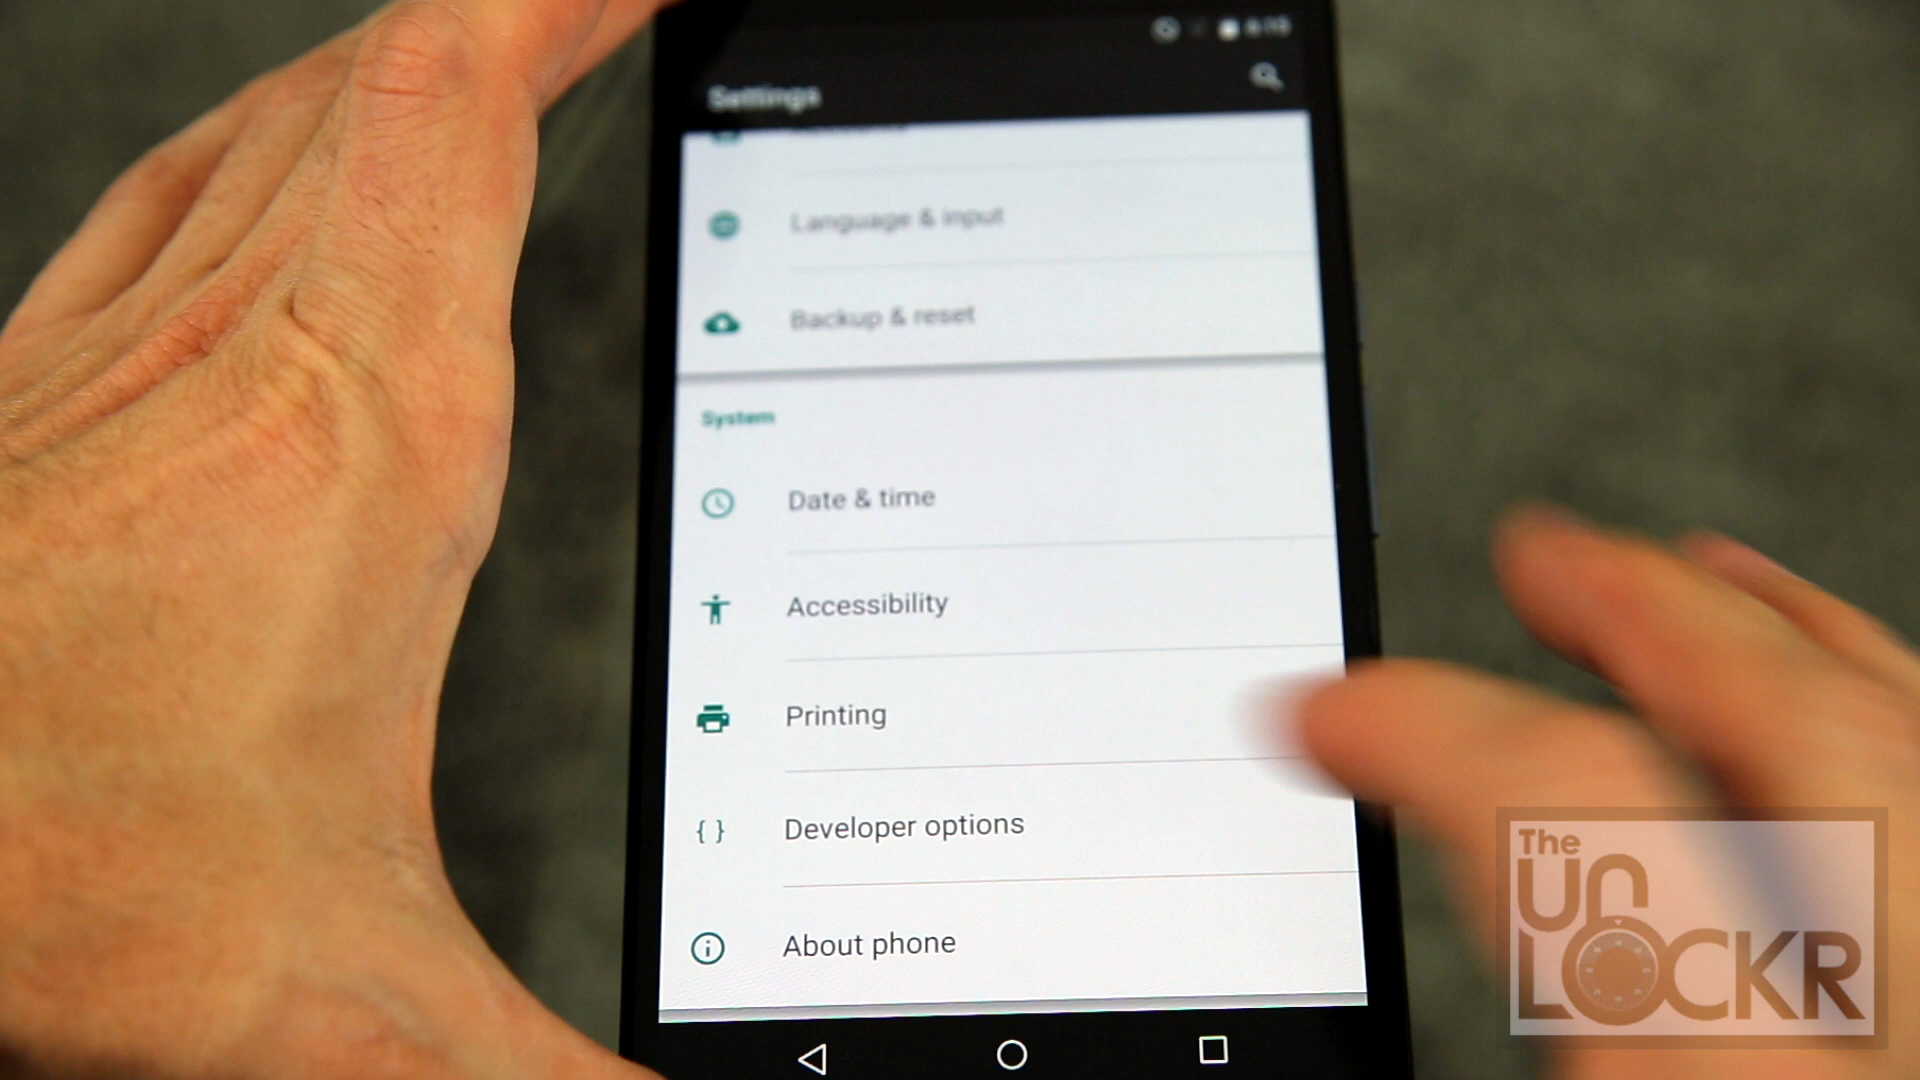 Settings
Language & input
Backup & reset
System
Date & time
Accessibility
Printing
{ } Developer options
About phone
The
UN
LOCKR